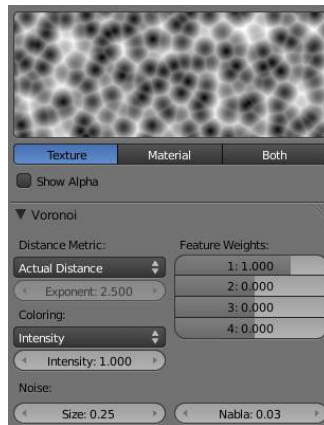 Texture Material Both
Show Alpha
Voronoi
Distance Metric: Feature Weights:
Actual Distance 1: 1.000
Exponent: 2.500 2: 0.000
Coloring: 3: 0.000
Intensity 4: 0.000
Intensity: 1.000
Noise:
Size: 0.25 Nabla: 0.03